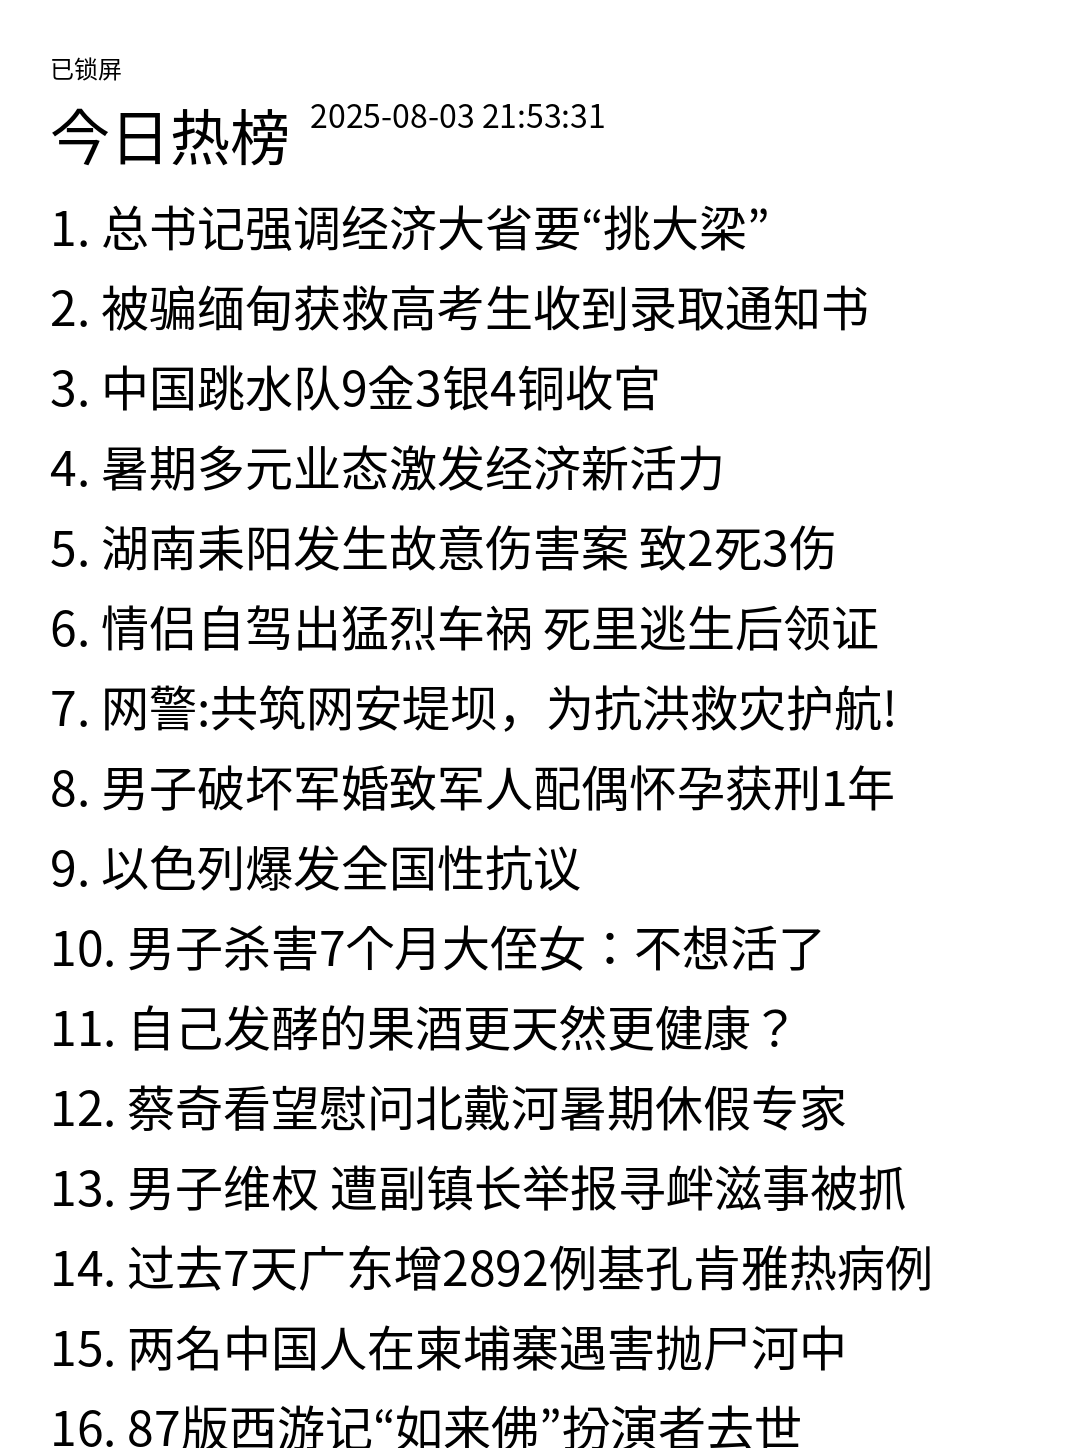 已锁屏
今日热榜 2025-08-03 21:53:31
1. 总书记强调经济大省要“挑大梁”
2. 被骗缅甸获救高考生收到录取通知书
3. 中国跳水队9金3银4铜收官
4. 暑期多元业态激发经济新活力
5. 湖南耒阳发生故意伤害案 致2死3伤
6. 情侣自驾出猛烈车祸 死里逃生后领证
7. 网警:共筑网安堤坝，为抗洪救灾护航!
8. 男子破坏军婚致军人配偶怀孕获刑1年
9. 以色列爆发全国性抗议
10. 男子杀害7个月大侄女：不想活了
11. 自己发酵的果酒更天然更健康？
12. 蔡奇看望慰问北戴河暑期休假专家
13. 男子维权 遭副镇长举报寻衅滋事被抓
14. 过去7天广东增2892例基孔肯雅热病例
15. 两名中国人在柬埔寨遇害抛尸河中
16. 87版西游记“如来佛”扮演者去世